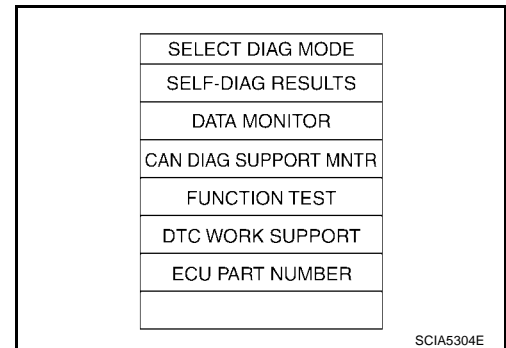 SELECT DIAG MODE
SELF-DIAG RESULTS
DATA MONITOR
CAN DIAG SUPPORT MNTR
FUNCTION TEST
DTC WORK SUPPORT
ECU PART NUMBER
SCIA5304E